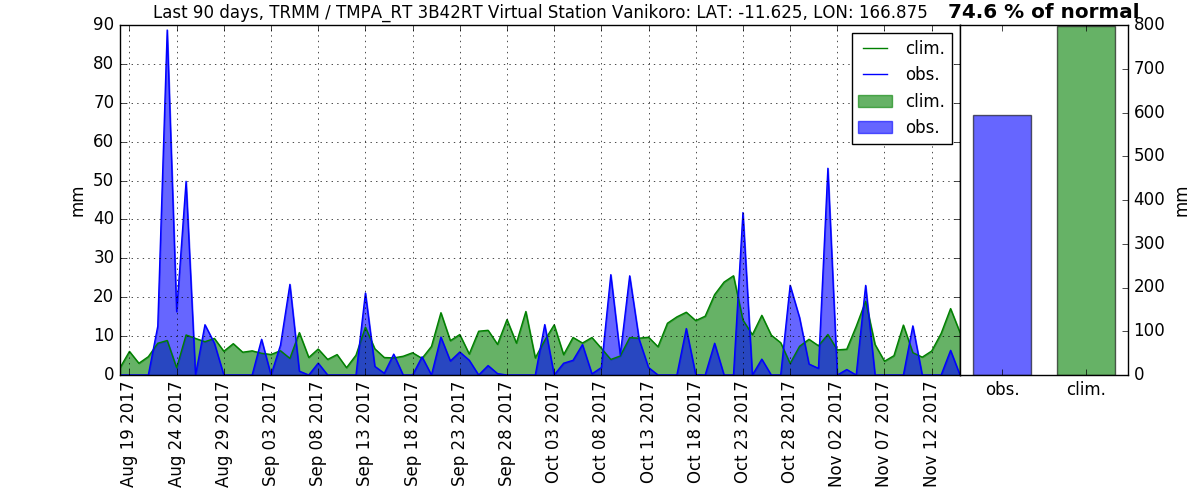 Last 90 days, TRMM / TMPA_RT 3B42RT Virtual Station Vanikoro: LAT: -11.625, LON: 166.875
74.6 % of normal
90
80
70
60
50
40
30
20
10
0
mm
clim.
obs.
clim.
obs.
Aug 19 2017
Aug 24 2017
Aug 29 2017
Sep 03 2017
Sep 08 2017
Sep 13 2017
Sep 18 2017
Sep 23 2017
Sep 28 2017
Oct 03 2017
Oct 08 2017
Oct 13 2017
Oct 18 2017
Oct 23 2017
Oct 28 2017
Nov 02 2017
Nov 07 2017
Nov 12 2017
800
700
600
500
400
300
200
100
0
mm
obs.
clim.